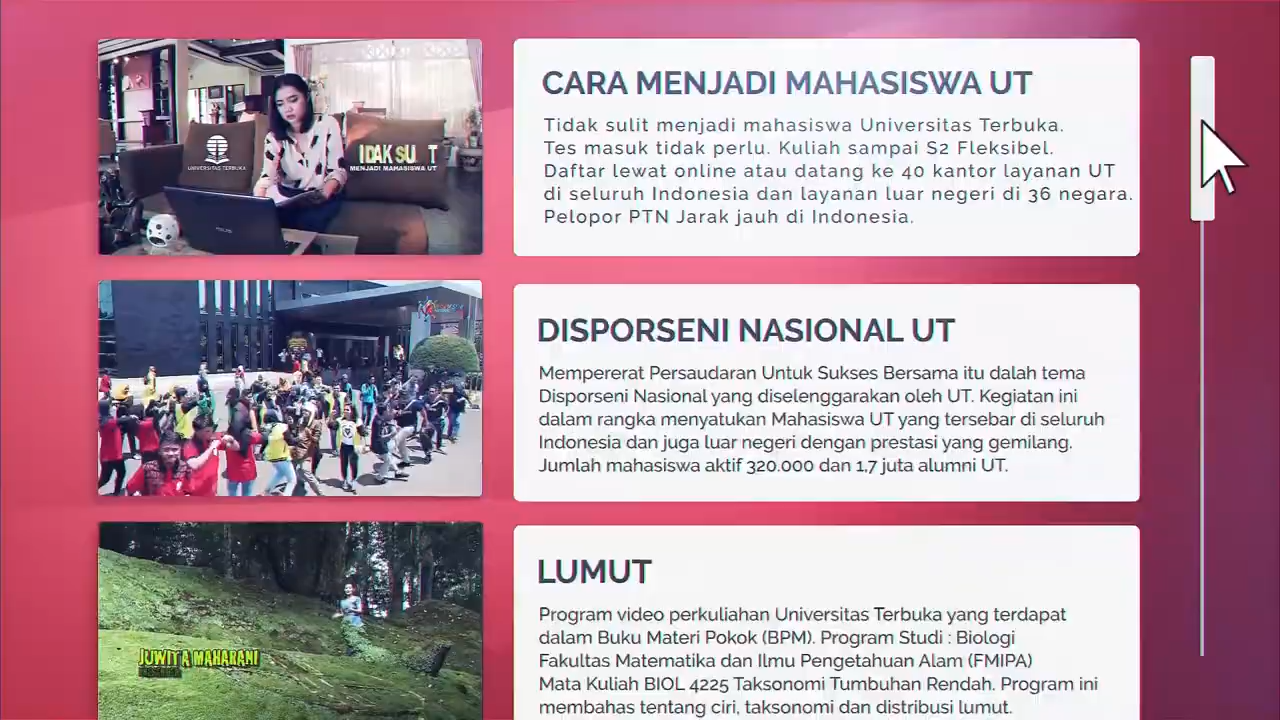 UNIVERSITAS TERBUKA
IDAK SU T
MENJADI MAHASISWA UT
CARA MENJADI MAHASISWA UT
Tidak sulit menjadi mahasiswa Universitas Terbuka.
Tes masuk tidak perlu. Kuliah sampai S2 Fleksibel.
Daftar lewat online atau datang ke 40 kantor layanan UT
di seluruh Indonesia dan layanan luar negeri di 36 negara.
Pelopor PTN Jarak jauh di Indonesia.
DISPORSENI NASIONAL UT
Mempererat Persaudaran Untuk Sukses Bersama itu dalah tema
Disporseni Nasional yang diselenggarakan oleh UT. Kegiatan ini
dalam rangka menyatukan Mahasiswa UT yang tersebar di seluruh
Indonesia dan juga luar negeri dengan prestasi yang gemilang.
Jumlah mahasiswa aktif 320.000 dan 1,7 juta alumni UT.
JUWITA MAHARANI
LUMUT
Program video perkuliahan Universitas Terbuka yang terdapat
dalam Buku Materi Pokok (BPM). Program Studi : Biologi
Fakultas Matematika dan Ilmu Pengetahuan Alam (FMIPA)
Mata Kuliah BIOL 4225 Taksonomi Tumbuhan Rendah. Program ini
membahas tentang ciri, taksonomi dan distribusi lumut.